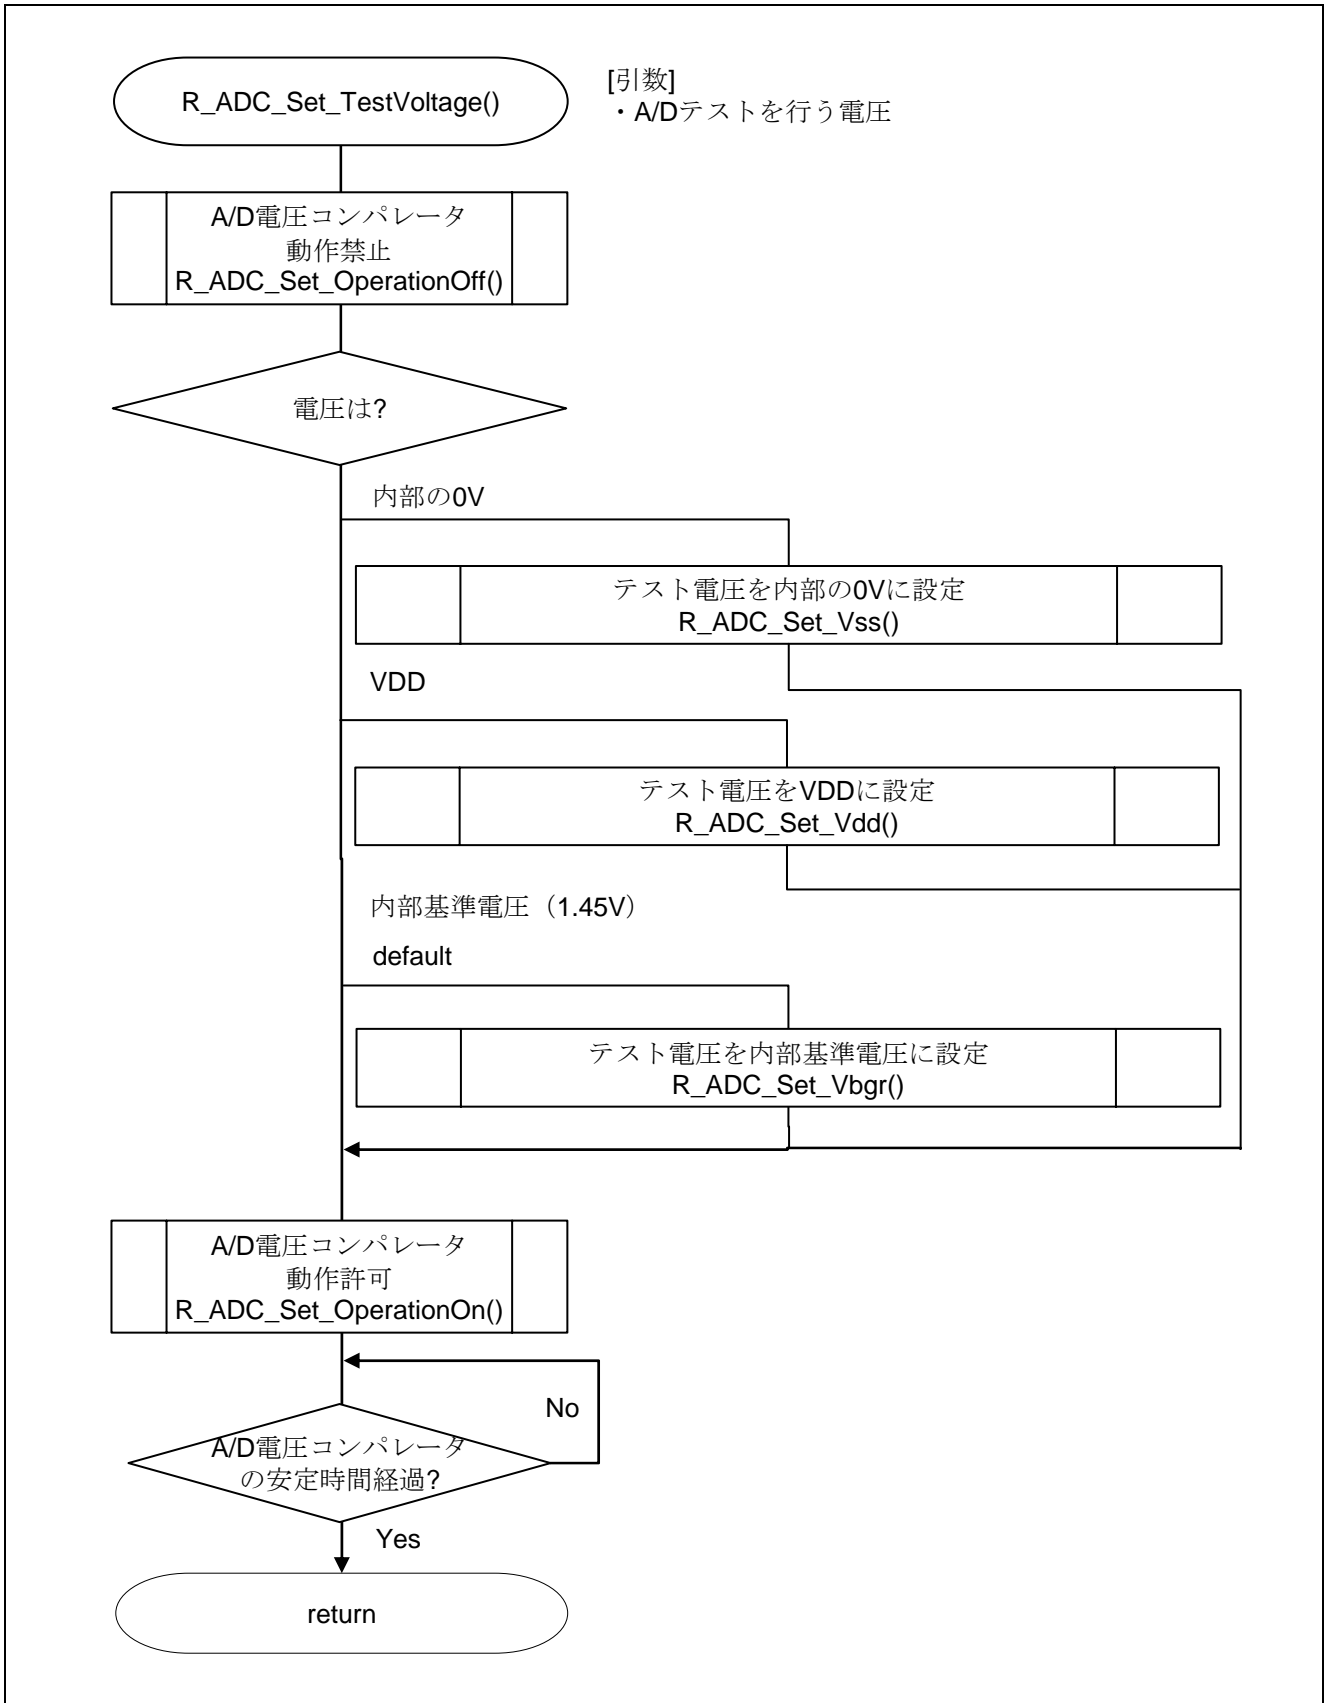 R_ADC_Set_TestVoltage()
[引数]
・A/Dテストを行う電圧
A/D電圧コンパレータ
動作禁止
R_ADC_Set_OperationOff()
電圧は?
内部の0V
テスト電圧を内部の0Vに設定
R_ADC_Set_Vss()
VDD
テスト電圧をVDDに設定
R_ADC_Set_Vdd()
内部基準電圧（1.45V）
default
テスト電圧を内部基準電圧に設定
R_ADC_Set_Vbgr()
A/D電圧コンパレータ
動作許可
R_ADC_Set_OperationOn()
No
A/D電圧コンパレータ
の安定時間経過?
Yes
return